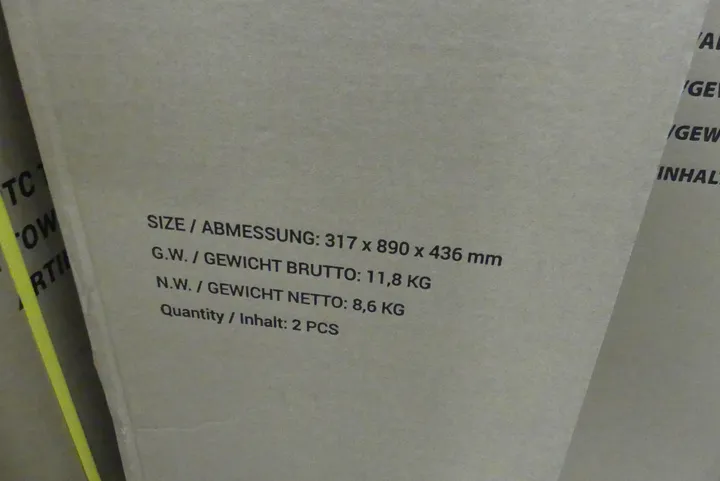 SIZE / ABMESSUNG: 317 x 890 x 436 mm
G.W. / GEWICHT BRUTTO: 11,8 KG
N.W. / GEWICHT NETTO: 8,6 KG
Quantity / Inhalt: 2 PCS
TC